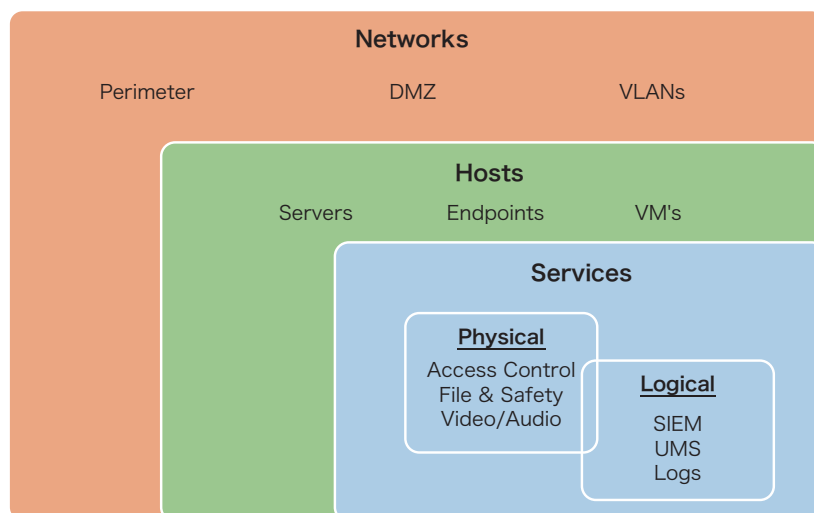 Networks
Perimeter DMZ VLANs
Hosts
Servers Endpoints VM's
Services
Physical
Access Control
File & Safety
Video/Audio
Logical
SIEM
UMS
Logs